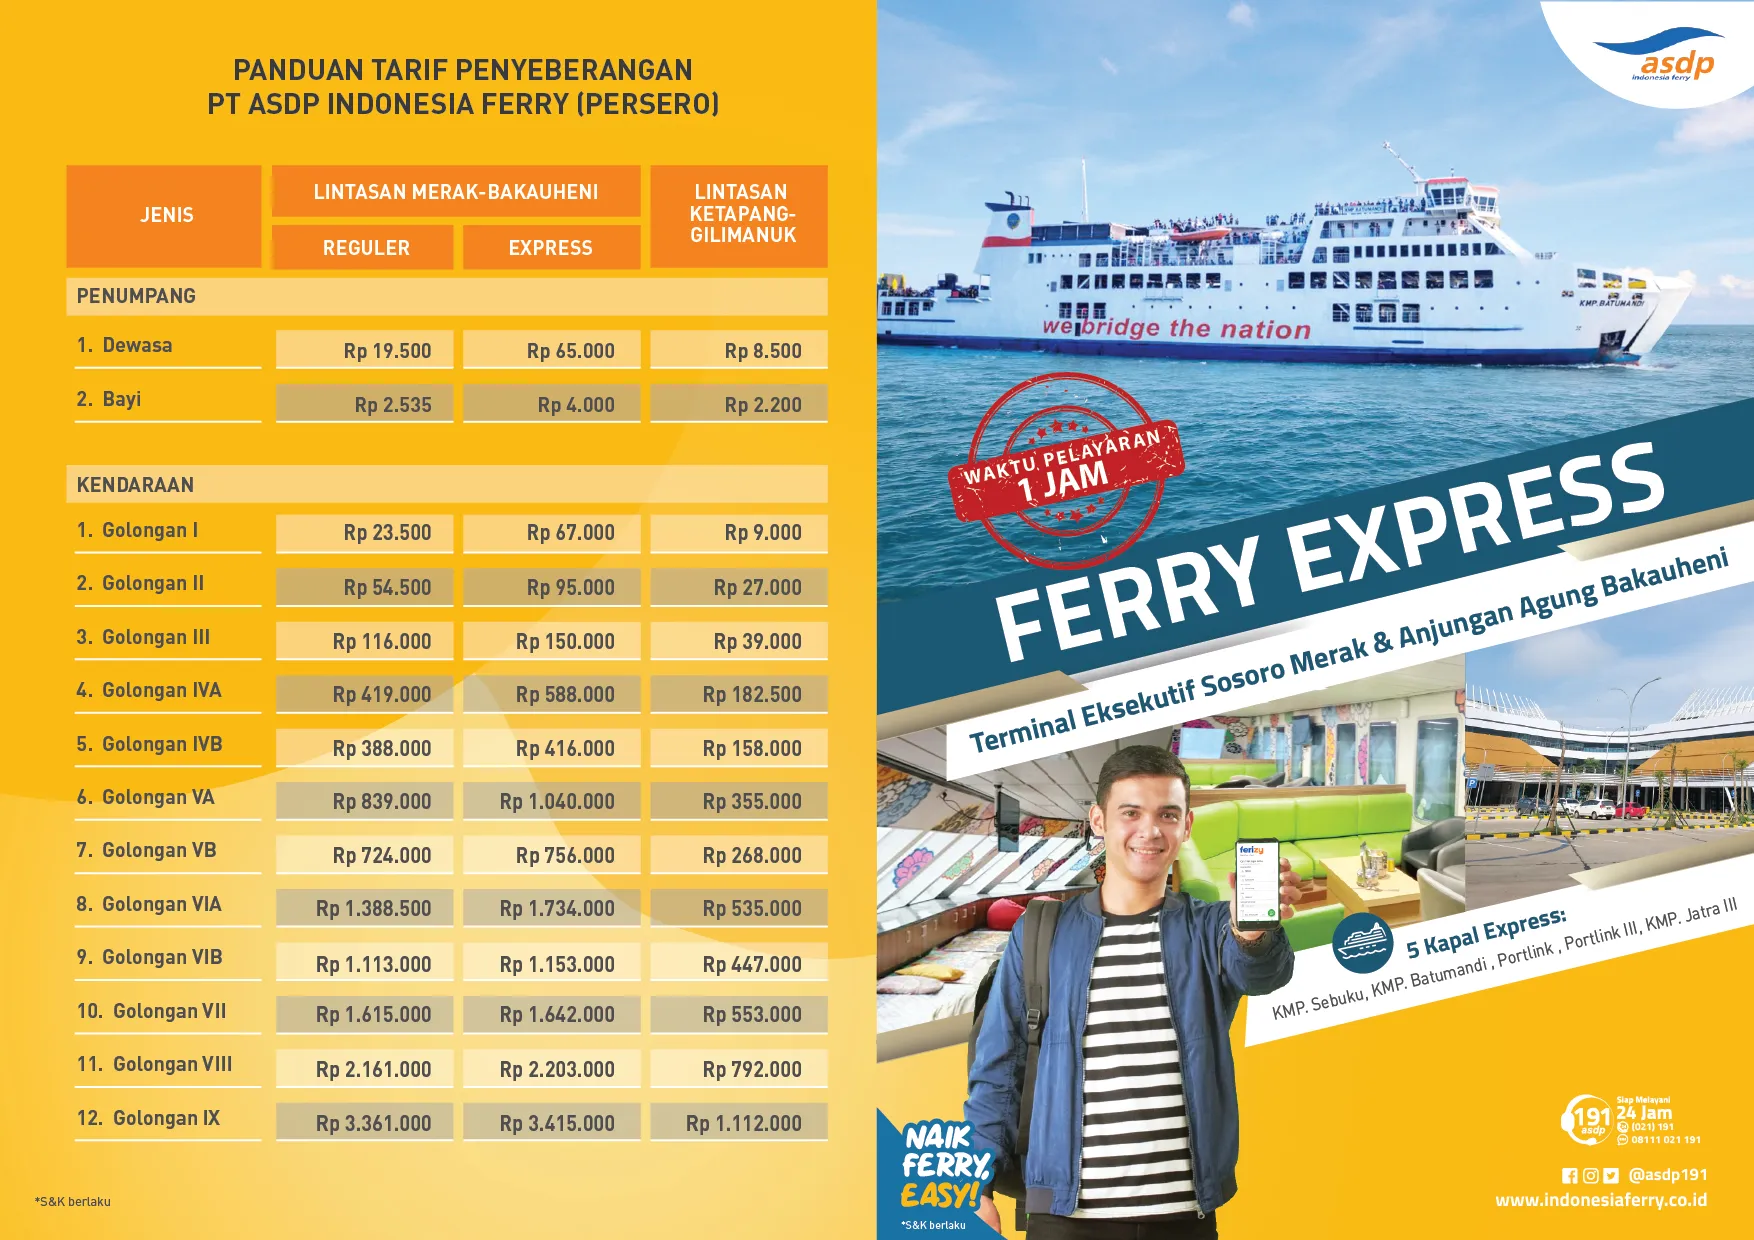 PANDUAN TARIF PENYEBERANGAN
PT ASDP INDONESIA FERRY (PERSERO)
JENIS
LINTASAN MERAK-BAKAUHENI
LINTASAN
KETAPANG-
GILIMANUK
REGULER EXPRESS
PENUMPANG
1. Dewasa Rp 19.500 Rp 65.000 Rp 8.500
2. Bayi Rp 2.535 Rp 4.000 Rp 2.200
KENDARAAN
1. Golongan I Rp 23.500 Rp 67.000 Rp 9.000
2. Golongan II Rp 54.500 Rp 95.000 Rp 27.000
3. Golongan III Rp 116.000 Rp 150.000 Rp 39.000
4. Golongan IVA Rp 419.000 Rp 588.000 Rp 182.500
5. Golongan IVB Rp 388.000 Rp 416.000 Rp 158.000
6. Golongan VA Rp 839.000 Rp 1.040.000 Rp 355.000
7. Golongan VB Rp 724.000 Rp 756.000 Rp 268.000
8. Golongan VIA Rp 1.388.500 Rp 1.734.000 Rp 535.000
9. Golongan VIB Rp 1.113.000 Rp 1.153.000 Rp 447.000
10. Golongan VII Rp 1.615.000 Rp 1.642.000 Rp 553.000
11. Golongan VIII Rp 2.161.000 Rp 2.203.000 Rp 792.000
12. Golongan IX Rp 3.361.000 Rp 3.415.000 Rp 1.112.000
*S&K berlaku
asdp
indonesia ferry
KMP. BATUMANDI
KMP.BATUMANDI
we bridge the nation
WAKTU PELAYARAN
1 JAM
FERRY EXPRESS
Terminal Eksekutif Sosoro Merak & Anjungan Agung Bakauheni
ferizy
5 Kapal Express:
KMP. Sebuku, KMP. Batumandi , Portlink , Portlink III, KMP. Jatra III
NAIK
FERRY,
EASY!
*S&K berlaku
191
asdp
Siap Melayani
24 Jam
(021) 191
08111 021 191
@asdp191
www.indonesiaferry.co.id